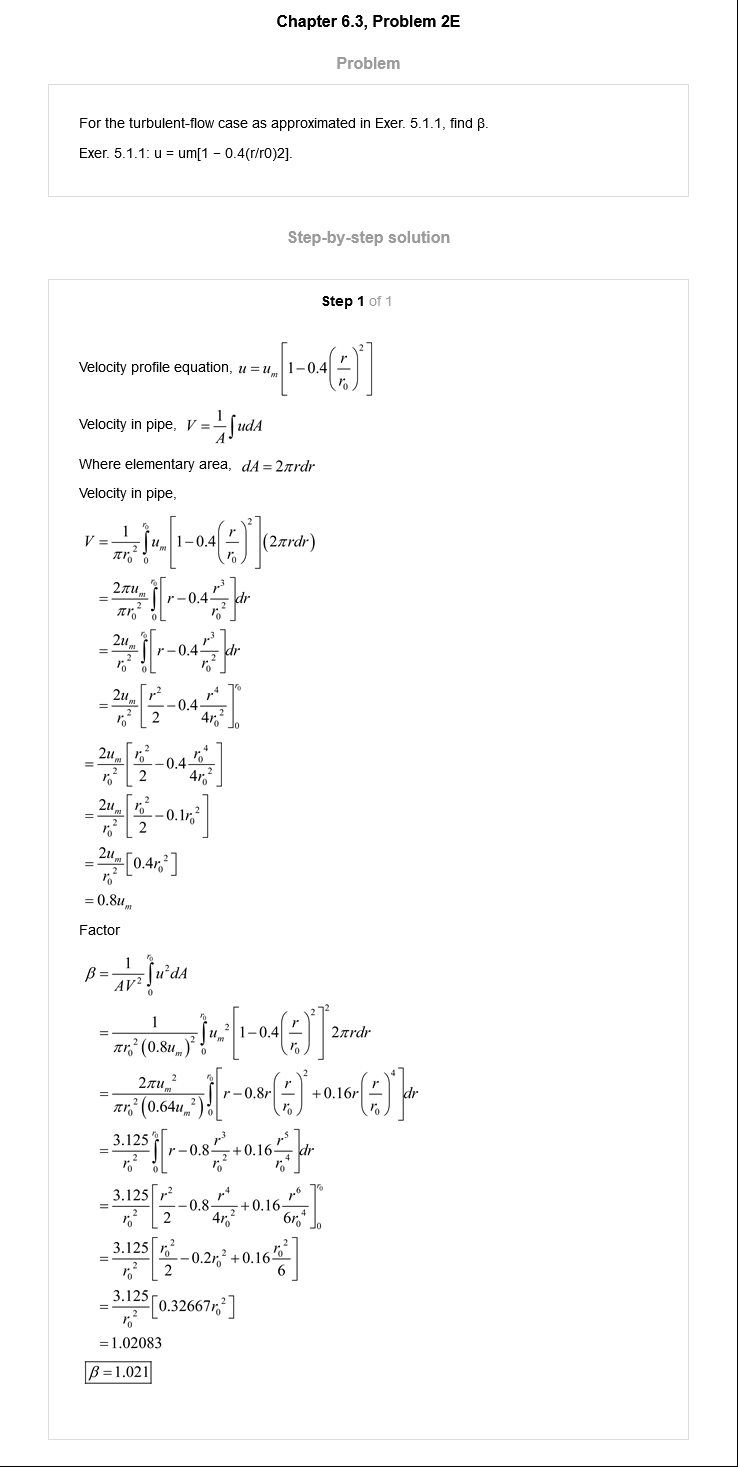 Chapter 6.3, Problem 2E
Problem
For the turbulent-flow case as approximated in Exer. 5.1.1, find β.
Exer. 5.1.1: u = um[1 − 0.4(r/r0)2].
Step-by-step solution
Step 1 of 1
Velocity profile equation, $u = u_m\left[1-0.4\left(\frac{r}{r_0}\right)^2\right]$
Velocity in pipe, $V = \frac{1}{A}\int u dA$
Where elementary area, $dA = 2\pi r dr$
Velocity in pipe,
$V = \frac{1}{\pi r_0^2}\int_0^{r_0} u_m\left[1-0.4\left(\frac{r}{r_0}\right)^2\right](2\pi r dr)$
$= \frac{2\pi u_m}{\pi r_0^2}\int_0^{r_0}\left[r-0.4\frac{r^3}{r_0^2}\right]dr$
$= \frac{2u_m}{r_0^2}\int_0^{r_0}\left[r-0.4\frac{r^3}{r_0^2}\right]dr$
$= \frac{2u_m}{r_0^2}\left[\frac{r^2}{2}-0.4\frac{r^4}{4r_0^2}\right]_0^{r_0}$
$= \frac{2u_m}{r_0^2}\left[\frac{r_0^2}{2}-0.4\frac{r_0^4}{4r_0^2}\right]$
$= \frac{2u_m}{r_0^2}\left[\frac{r_0^2}{2}-0.1r_0^2\right]$
$= \frac{2u_m}{r_0^2}\left[0.4r_0^2\right]$
$= 0.8u_m$
Factor
$\beta = \frac{1}{AV^2}\int_0^{r_0} u^2 dA$
$= \frac{1}{\pi r_0^2(0.8u_m)^2}\int_0^{r_0} u_m^2\left[1-0.4\left(\frac{r}{r_0}\right)^2\right]^2 2\pi r dr$
$= \frac{2\pi u_m^2}{\pi r_0^2(0.64u_m^2)}\int_0^{r_0}\left[r-0.8r\left(\frac{r}{r_0}\right)^2+0.16r\left(\frac{r}{r_0}\right)^4\right]dr$
$= \frac{3.125}{r_0^2}\int_0^{r_0}\left[r-0.8\frac{r^3}{r_0^2}+0.16\frac{r^5}{r_0^4}\right]dr$
$= \frac{3.125}{r_0^2}\left[\frac{r^2}{2}-0.8\frac{r^4}{4r_0^2}+0.16\frac{r^6}{6r_0^4}\right]_0^{r_0}$
$= \frac{3.125}{r_0^2}\left[\frac{r_0^2}{2}-0.2r_0^2+0.16\frac{r_0^2}{6}\right]$
$= \frac{3.125}{r_0^2}\left[0.32667r_0^2\right]$
$= 1.02083$
$\boxed{\beta = 1.021}$